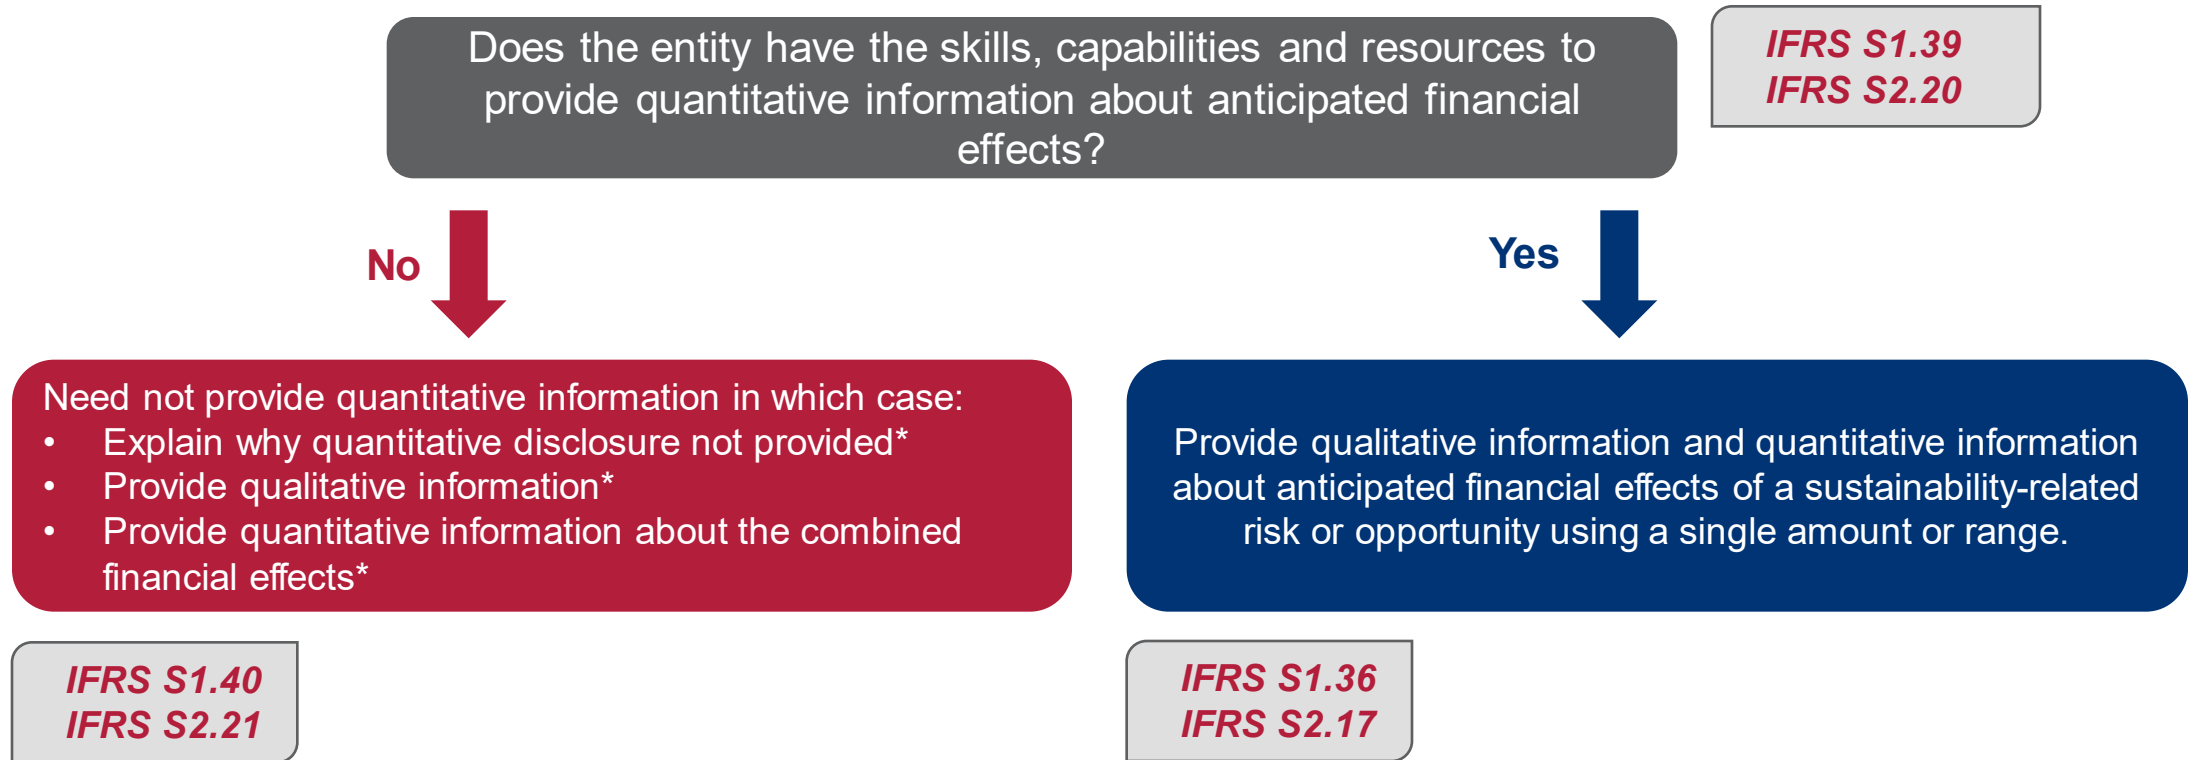 Does the entity have the skills, capabilities and resources to
provide quantitative information about anticipated financial
effects?
IFRS S1.39
IFRS S2.20
No
Yes
Need not provide quantitative information in which case:
• Explain why quantitative disclosure not provided*
• Provide qualitative information*
• Provide quantitative information about the combined
financial effects*
Provide qualitative information and quantitative information
about anticipated financial effects of a sustainability-related
risk or opportunity using a single amount or range.
IFRS S1.40
IFRS S2.21
IFRS S1.36
IFRS S2.17